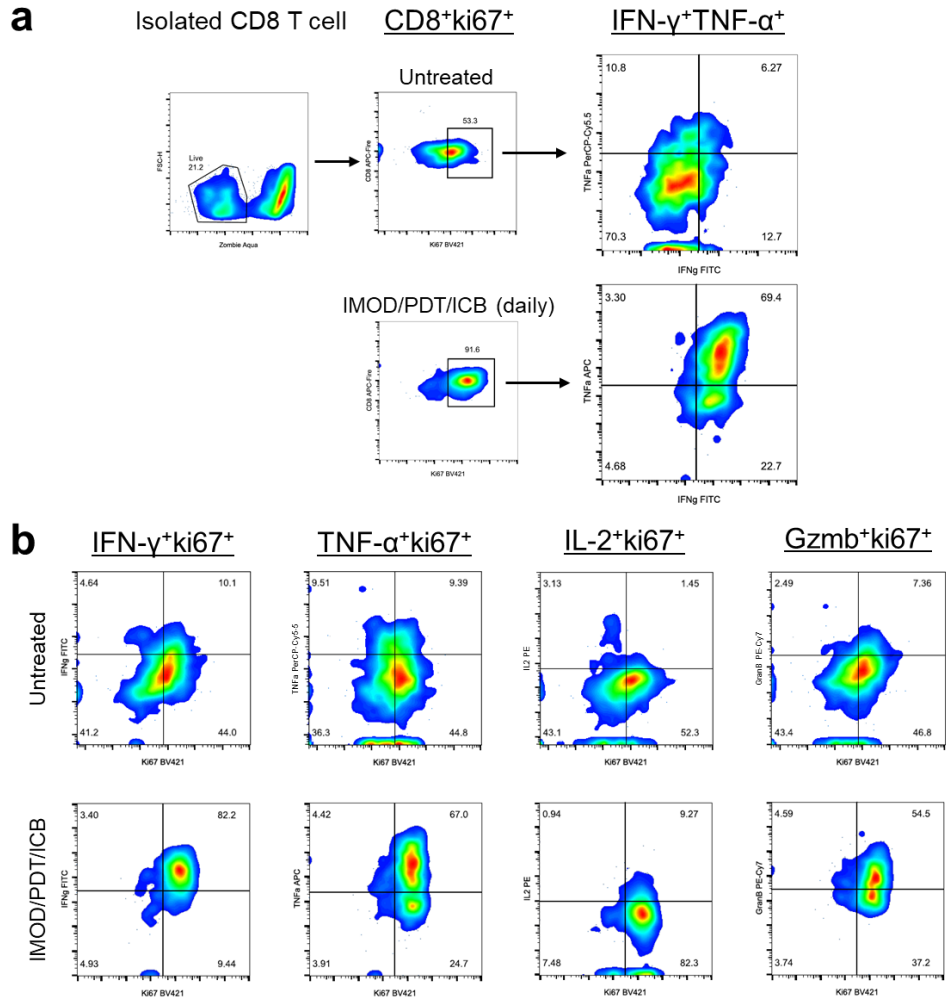 a
Isolated CD8 T cell
CD8⁺ki67⁺
IFN-γ⁺TNF-α⁺
Untreated
FSC-H
Live
21.2
Zombie Aqua
CD8 APC-Fire
53.3
Ki67 BV421
TNFa PerCP-Cy5.5
10.8
6.27
70.3
12.7
IFNg FITC
IMOD/PDT/ICB (daily)
CD8 APC-Fire
91.6
Ki67 BV421
TNFa APC
3.30
69.4
4.68
22.7
IFNg FITC
b
IFN-γ⁺ki67⁺
TNF-α⁺ki67⁺
IL-2⁺ki67⁺
Gzmb⁺ki67⁺
Untreated
IFNg FITC
4.64
10.1
41.2
44.0
Ki67 BV421
TNFa PerCP-Cy5-5
9.51
9.39
36.3
44.8
Ki67 BV421
IL2 PE
3.13
1.45
43.1
52.3
Ki67 BV421
GranB PE-Cy7
2.49
7.36
43.4
46.8
Ki67 BV421
IMOD/PDT/ICB
IFNg FITC
3.40
82.2
4.93
9.44
Ki67 BV421
TNFa APC
4.42
67.0
3.91
24.7
Ki67 BV421
IL2 PE
0.94
9.27
7.48
82.3
Ki67 BV421
GranB PE-Cy7
4.59
54.5
3.74
37.2
Ki67 BV421